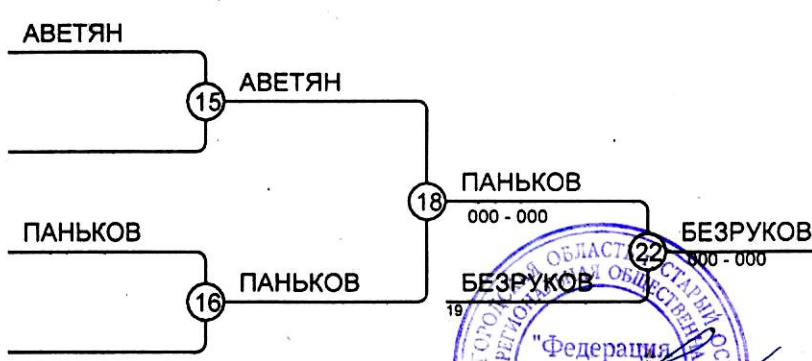 АВЕТЯН
15
АВЕТЯН
18
ПАНЬКОВ
000 - 000
ПАНЬКОВ
16
ПАНЬКОВ
22
БЕЗРУКОВ
000 - 000
БЕЗРУКОВ
19
"Федерация